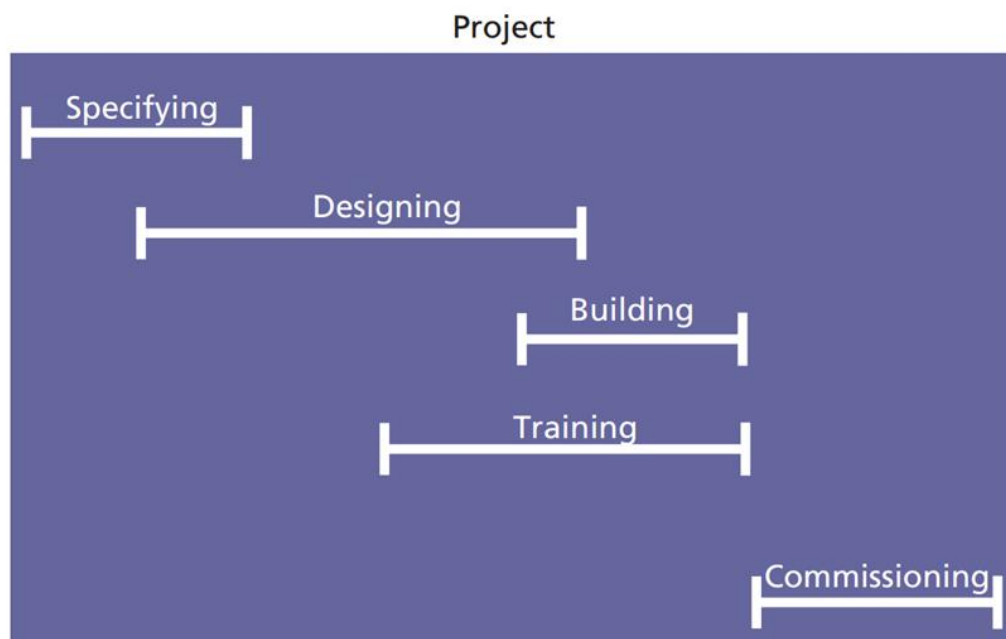 Project
Specifying
Designing
Building
Training
Commissioning